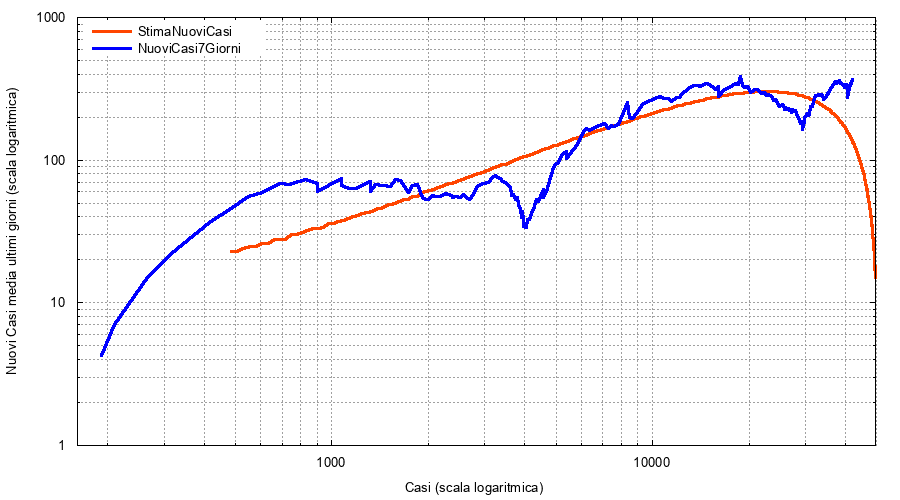 StimaNuoviCasi
NuoviCasi7Giorni
Nuovi Casi media ultimi giorni (scala logaritmica)
1000
100
10
1
1000
10000
Casi (scala logaritmica)